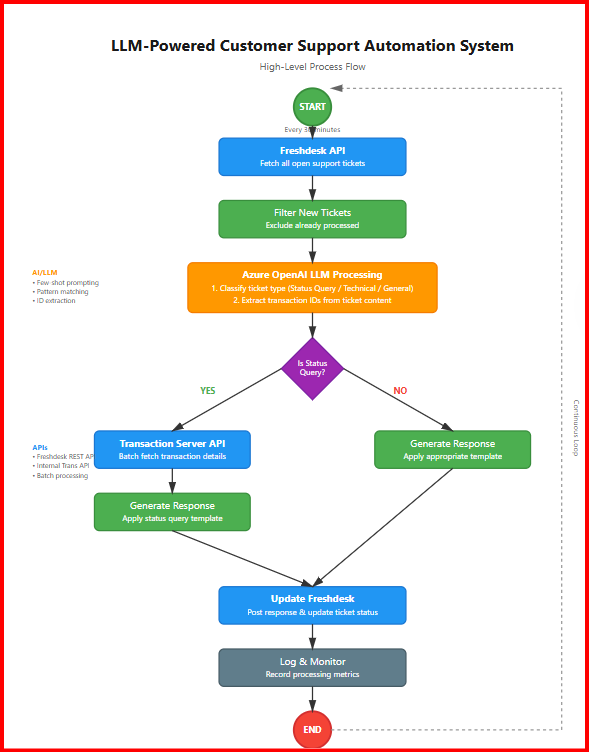 LLM-Powered Customer Support Automation System
High-Level Process Flow
START
Every 30 minutes
Freshdesk API
Fetch all open support tickets
Filter New Tickets
Exclude already processed
AI/LLM
• Few-shot prompting
• Pattern matching
• ID extraction
Azure OpenAI LLM Processing
1. Classify ticket type (Status Query / Technical / General)
2. Extract transaction IDs from ticket content
Is Status
Query?
YES
NO
Continuous Loop
APIs
• Freshdesk REST AP
• Internal Trans API
• Batch processing
Transaction Server API
Batch fetch transaction details
Generate Response
Apply appropriate template
Generate Response
Apply status query template
Update Freshdesk
Post response & update ticket status
Log & Monitor
Record processing metrics
END